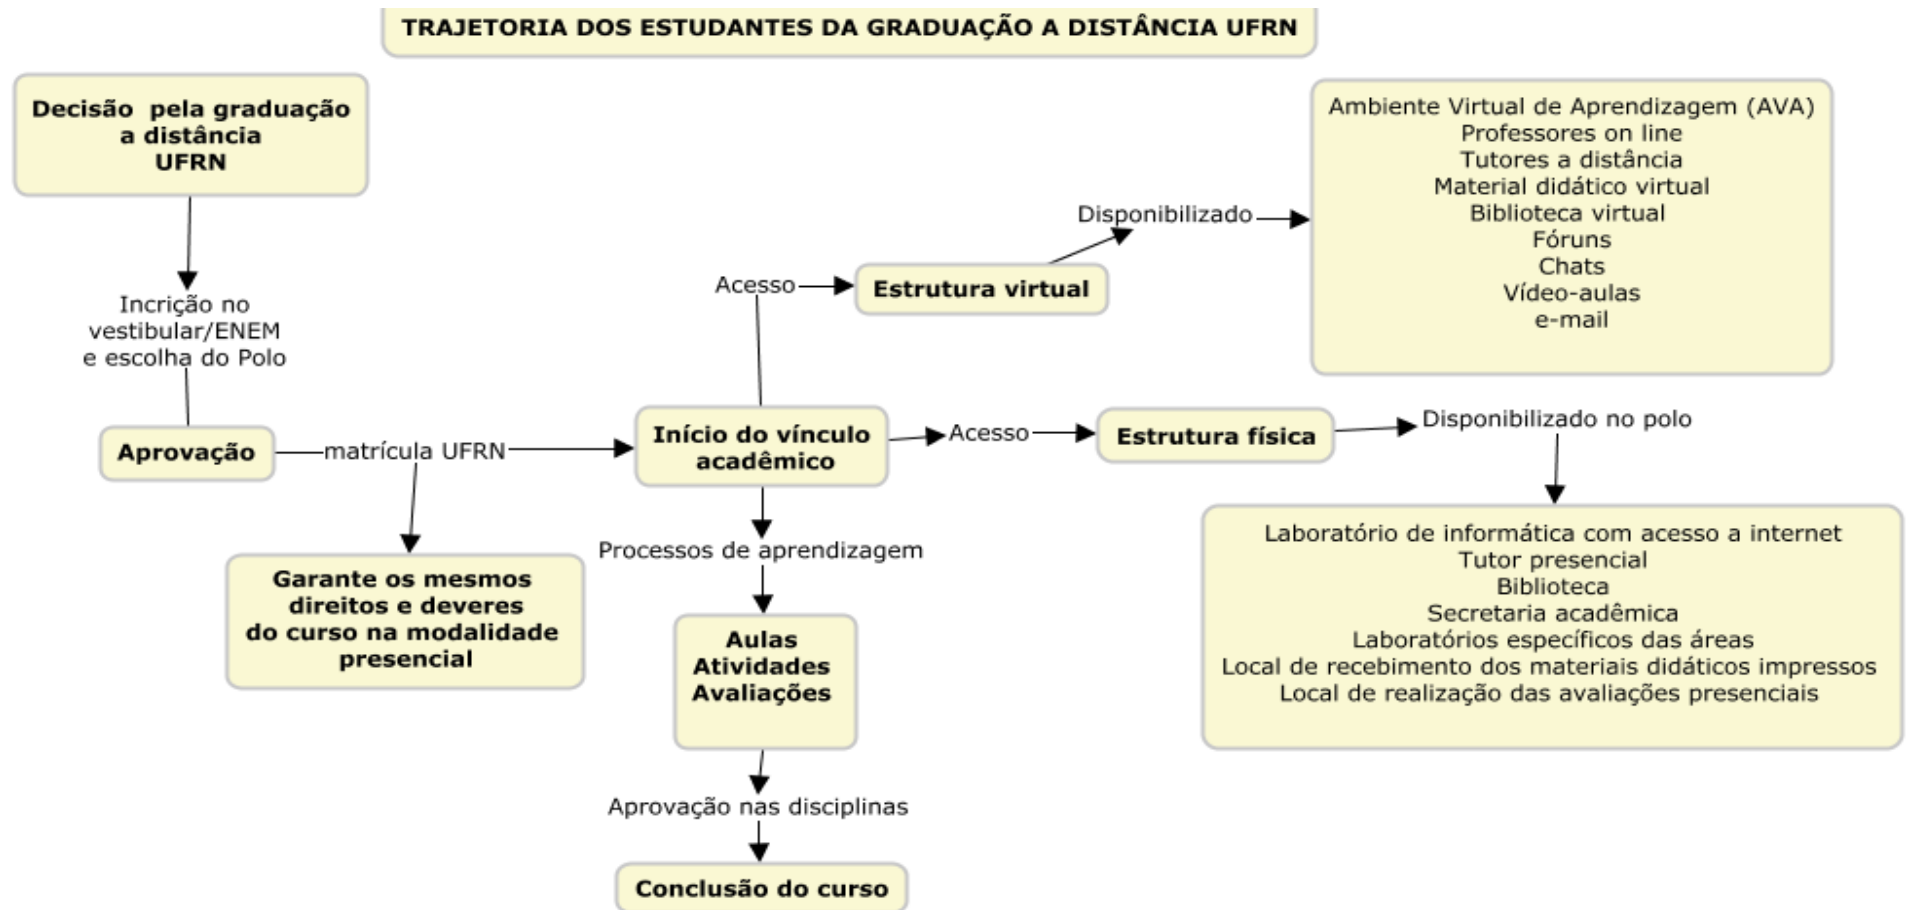 TRAJETORIA DOS ESTUDANTES DA GRADUAÇÃO A DISTÂNCIA UFRN
Decisão pela graduação
a distância
UFRN
Incrição no
vestibular/ENEM
e escolha do Polo
Aprovação
matrícula UFRN
Garante os mesmos
direitos e deveres
do curso na modalidade
presencial
Início do vínculo
acadêmico
Acesso
Estrutura virtual
Disponibilizado
Ambiente Virtual de Aprendizagem (AVA)
Professores on line
Tutores a distância
Material didático virtual
Biblioteca virtual
Fóruns
Chats
Vídeo-aulas
e-mail
Acesso
Estrutura física
Disponibilizado no polo
Laboratório de informática com acesso a internet
Tutor presencial
Biblioteca
Secretaria acadêmica
Laboratórios específicos das áreas
Local de recebimento dos materiais didáticos impressos
Local de realização das avaliações presenciais
Processos de aprendizagem
Aulas
Atividades
Avaliações
Aprovação nas disciplinas
Conclusão do curso